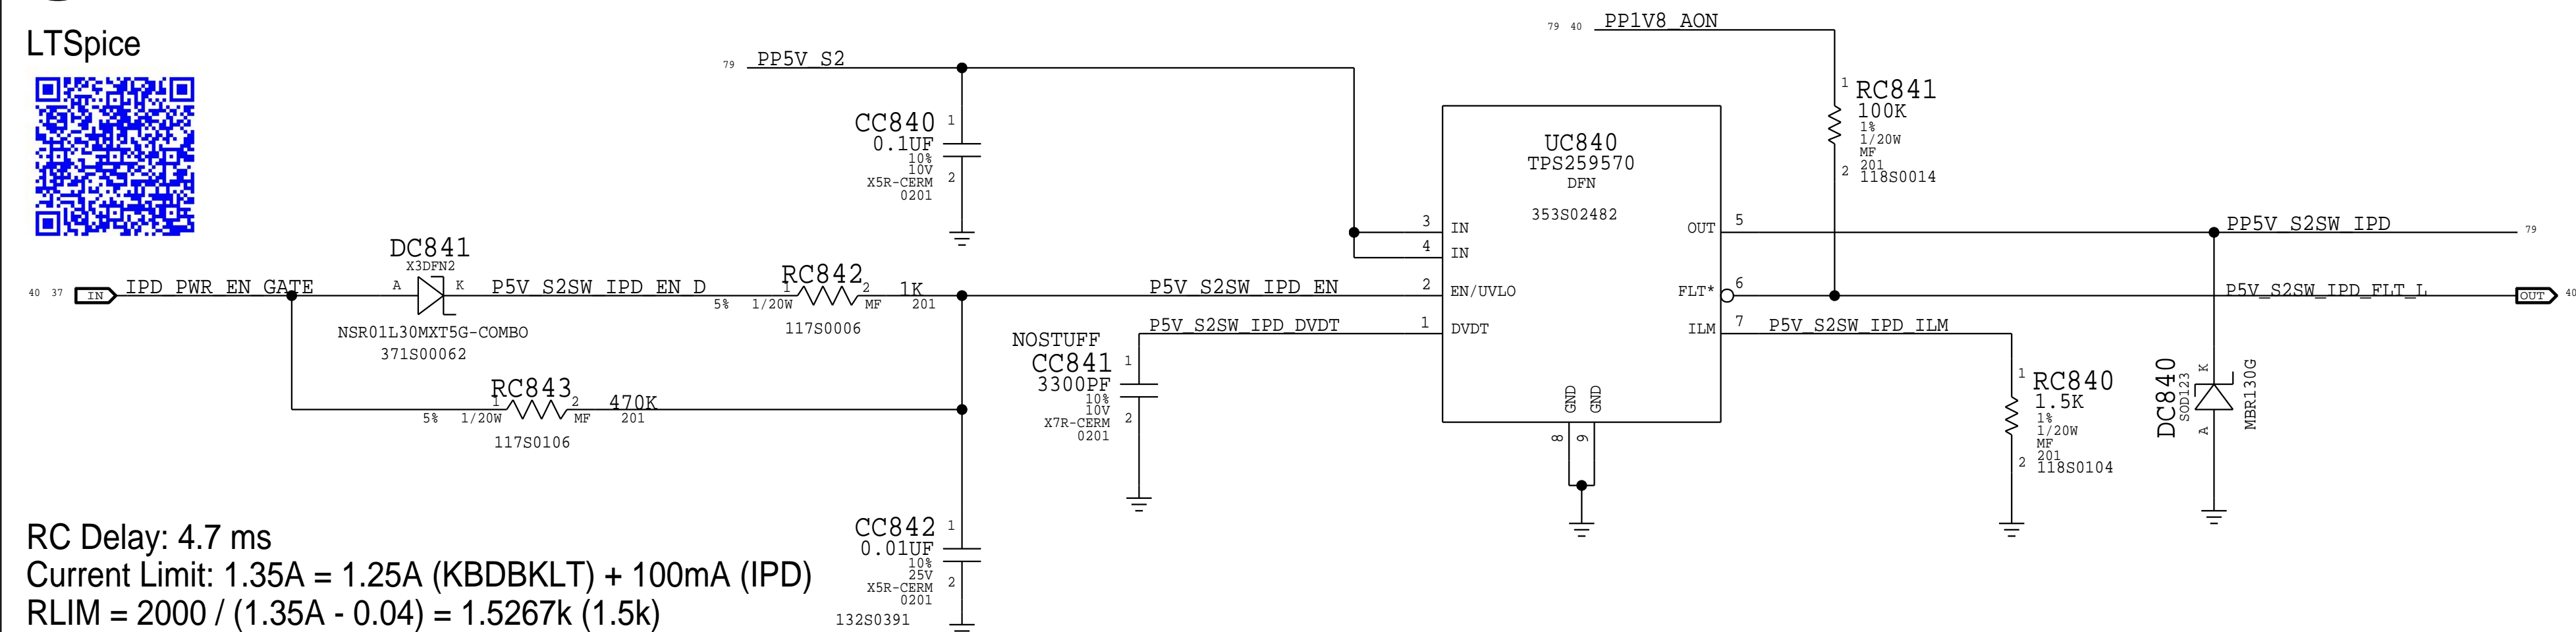 LTSpice
79 40 PP1V8_AON
79 PP5V_S2
1 RC841
100K
1%
1/20W
MF
201
2 118S0014
CC840 1
0.1UF
10%
10V
X5R-CERM 2
0201
UC840
TPS259570
DFN
353S02482
3 IN
4 IN
OUT 5
PP5V_S2SW_IPD 79
DC841
X3DFN2
40 37 IN IPD_PWR_EN_GATE
A K
P5V_S2SW_IPD_EN_D
RC842
1 2 1K
5% 1/20W MF 201
117S0006
NSR01L30MXT5G-COMBO
371S00062
P5V_S2SW_IPD_EN 2 EN/UVLO
FLT* 6
P5V_S2SW_IPD_FLT_L OUT 40
P5V_S2SW_IPD_DVDT 1 DVDT
ILM 7 P5V_S2SW_IPD_ILM
NOSTUFF
CC841 1
3300PF
10%
10V
X7R-CERM 2
0201
GND GND
8 9
1 RC840
1.5K
1%
1/20W
MF
201
2 118S0104
DC840
SOD123
A K
MBR130G
RC843
1 2 470K
5% 1/20W MF 201
117S0106
CC842 1
0.01UF
10%
25V
X5R-CERM 2
0201
132S0391
RC Delay: 4.7 ms
Current Limit: 1.35A = 1.25A (KBDBKLT) + 100mA (IPD)
RLIM = 2000 / (1.35A - 0.04) = 1.5267k (1.5k)